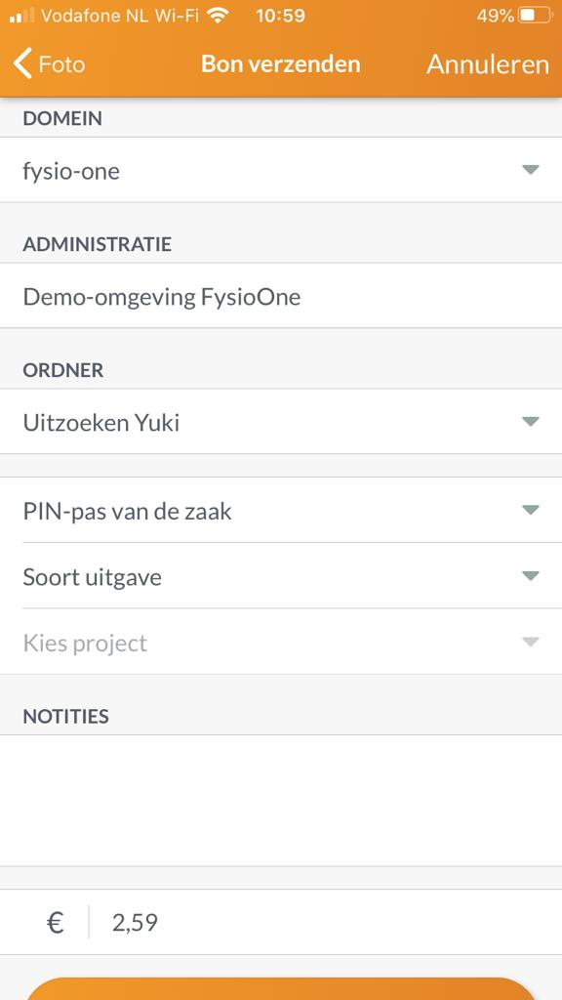 Vodafone NL Wi-Fi 10:59 49%
Foto Bon verzenden Annuleren
DOMEIN
fysio-one
ADMINISTRATIE
Demo-omgeving FysioOne
ORDNER
Uitzoeken Yuki
PIN-pas van de zaak
Soort uitgave
Kies project
NOTITIES
€ 2,59